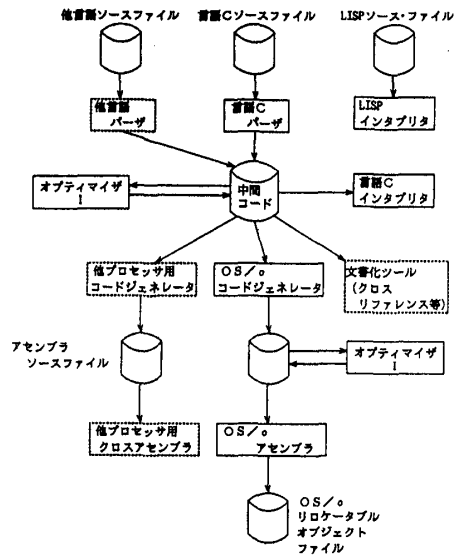 他言語ソースファイル
言語Cソースファイル
LISPソース・ファイル
他言語
パーザ
言語C
パーザ
LISP
インタプリタ
オプティマイザ
I
中間
コード
言語C
インタプリタ
他プロセッサ用
コードジェネレータ
OS/o
コードジェネレータ
文書化ツール
(クロス
リファレンス等)
アセンブラ
ソースファイル
オプティマイザ
I
他プロセッサ用
クロスアセンブラ
OS/o
アセンブラ
OS/o
リロケータブル
オブジェクト
ファイル